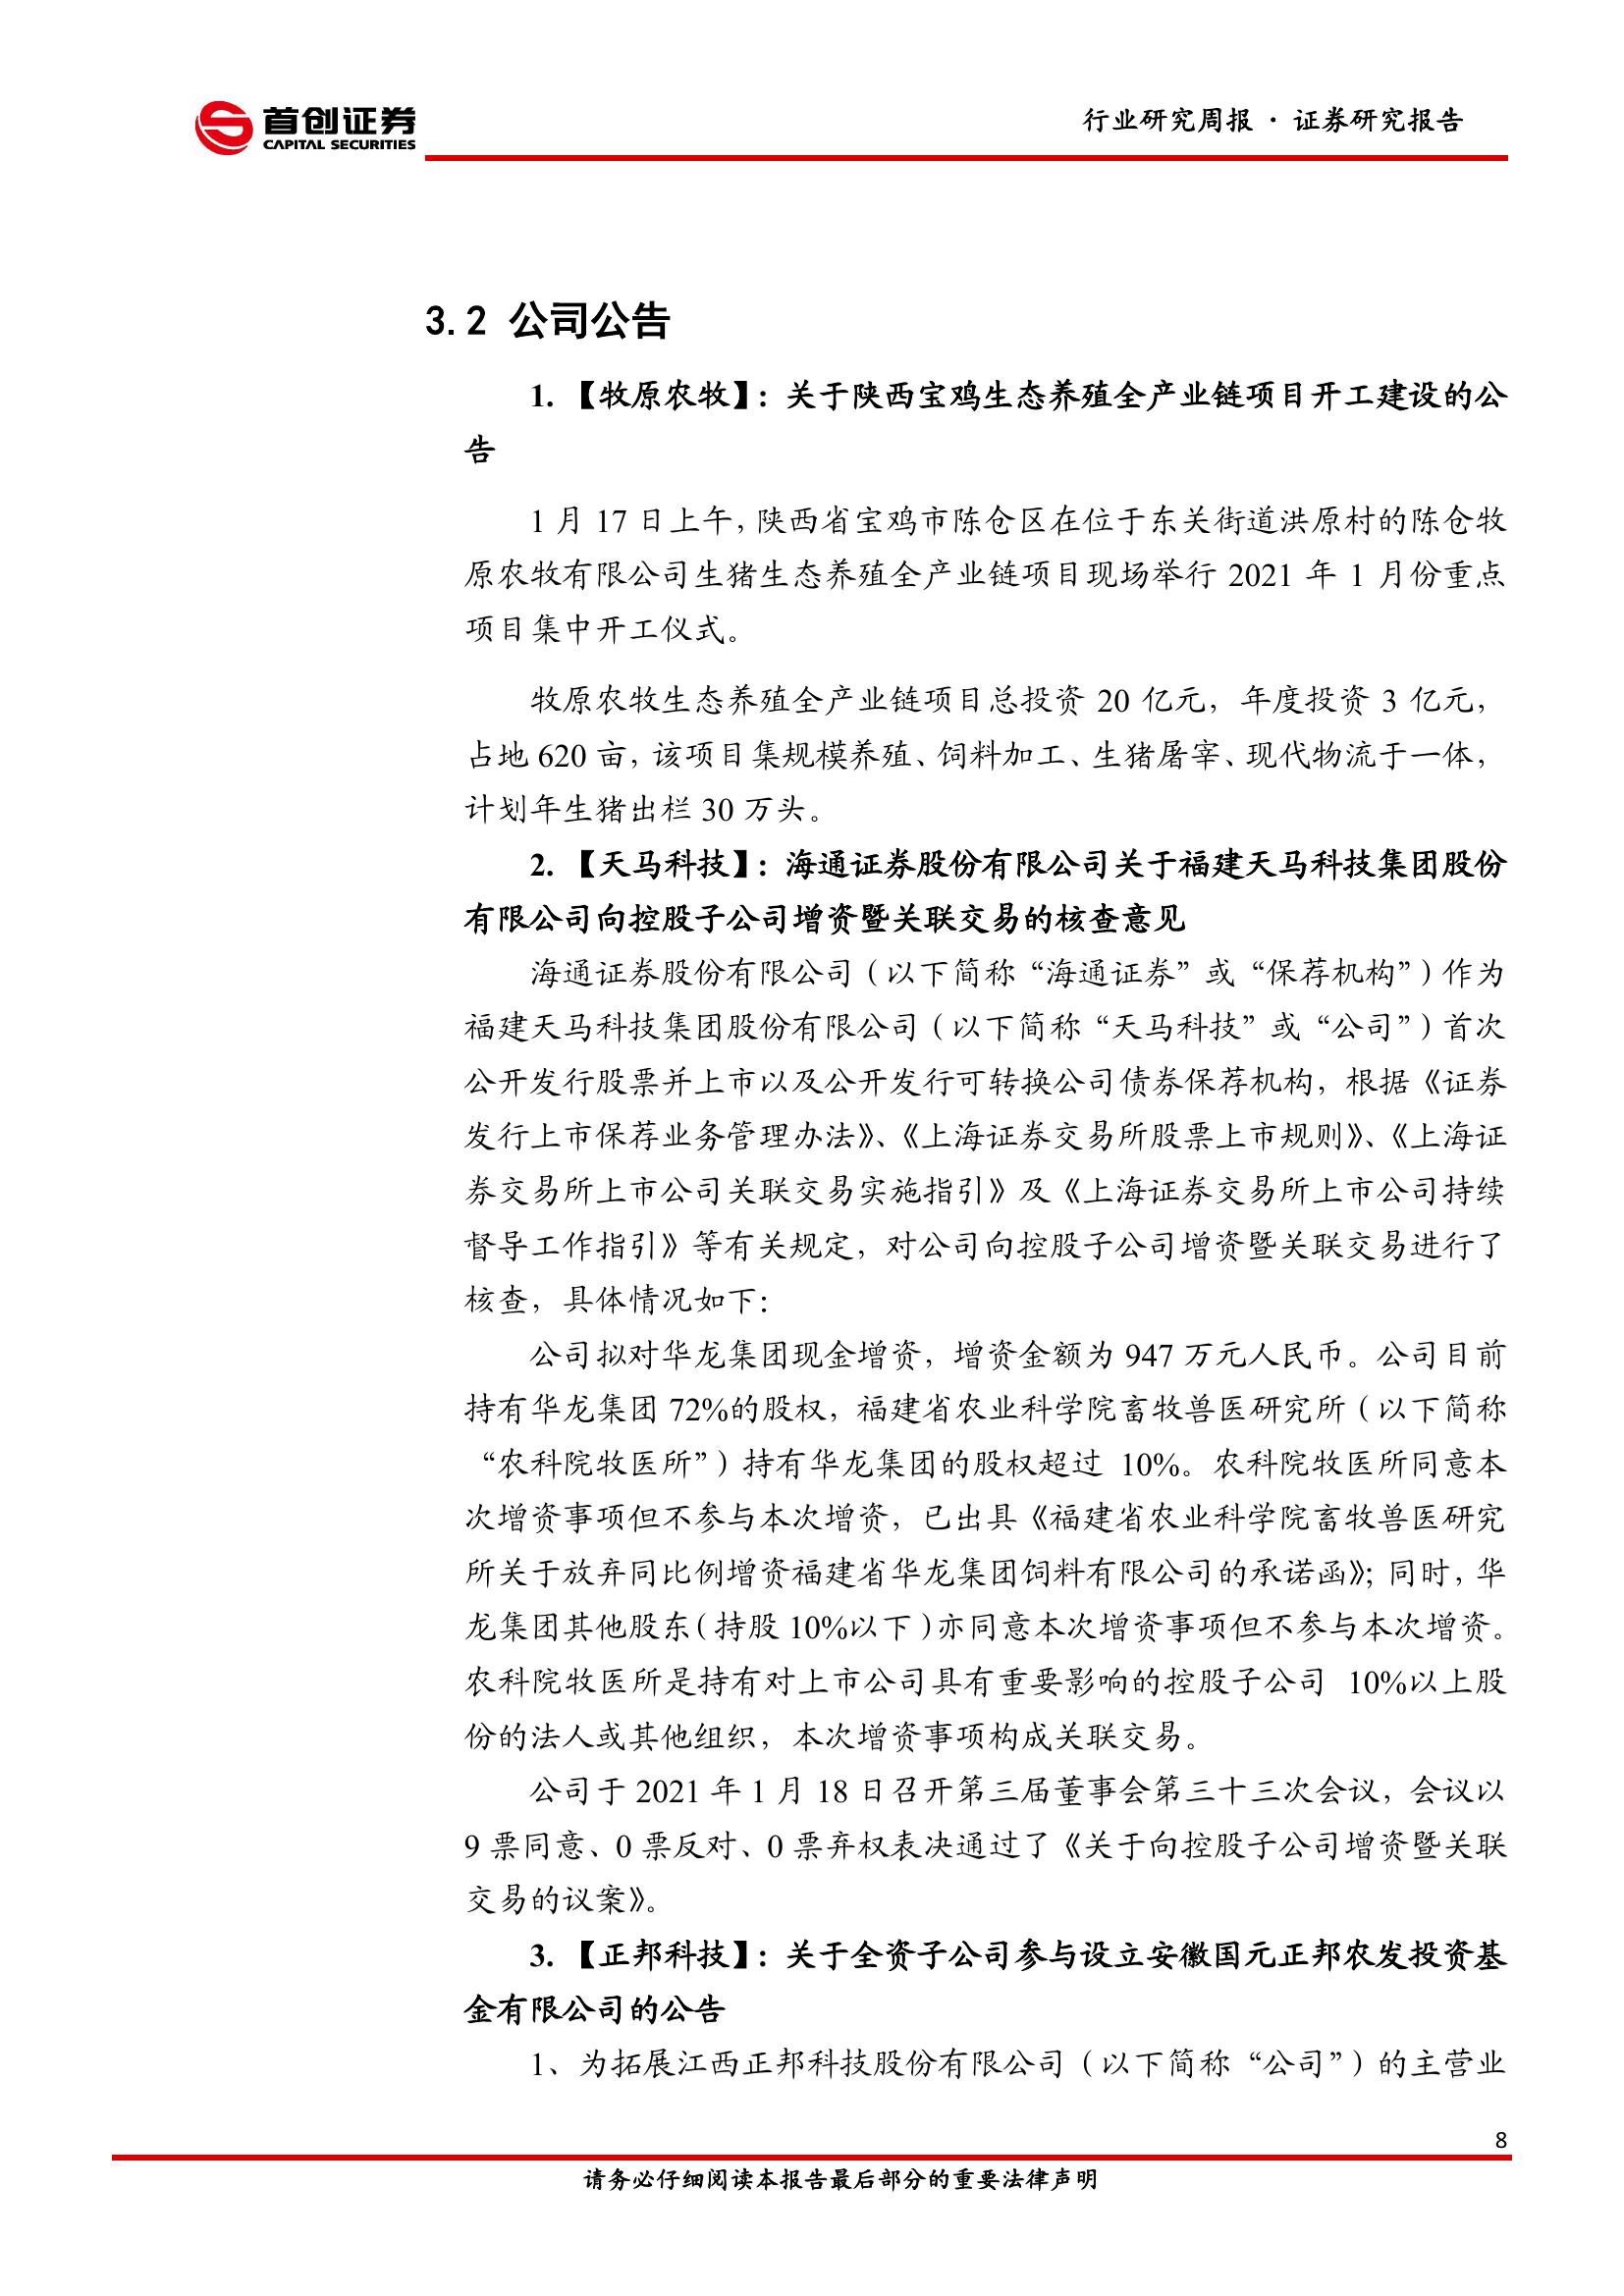 首创证券
CAPITAL SECURITIES
行业研究周报 · 证券研究报告
3.2 公司公告
1. 【牧原农牧】：关于陕西宝鸡生态养殖全产业链项目开工建设的公
告
1 月 17 日上午，陕西省宝鸡市陈仓区在位于东关街道洪原村的陈仓牧
原农牧有限公司生猪生态养殖全产业链项目现场举行 2021 年 1 月份重点
项目集中开工仪式。
牧原农牧生态养殖全产业链项目总投资 20 亿元，年度投资 3 亿元，
占地 620 亩，该项目集规模养殖、饲料加工、生猪屠宰、现代物流于一体，
计划年生猪出栏 30 万头。
2. 【天马科技】：海通证券股份有限公司关于福建天马科技集团股份
有限公司向控股子公司增资暨关联交易的核查意见
海通证券股份有限公司（以下简称“海通证券”或“保荐机构”）作为
福建天马科技集团股份有限公司（以下简称“天马科技”或“公司”）首次
公开发行股票并上市以及公开发行可转换公司债券保荐机构，根据《证券
发行上市保荐业务管理办法》、《上海证券交易所股票上市规则》、《上海证
券交易所上市公司关联交易实施指引》及《上海证券交易所上市公司持续
督导工作指引》等有关规定，对公司向控股子公司增资暨关联交易进行了
核查，具体情况如下：
公司拟对华龙集团现金增资，增资金额为 947 万元人民币。公司目前
持有华龙集团 72%的股权，福建省农业科学院畜牧兽医研究所（以下简称
“农科院牧医所”）持有华龙集团的股权超过 10%。农科院牧医所同意本
次增资事项但不参与本次增资，已出具《福建省农业科学院畜牧兽医研究
所关于放弃同比例增资福建省华龙集团饲料有限公司的承诺函》；同时，华
龙集团其他股东（持股 10%以下）亦同意本次增资事项但不参与本次增资。
农科院牧医所是持有对上市公司具有重要影响的控股子公司 10%以上股
份的法人或其他组织，本次增资事项构成关联交易。
公司于 2021 年 1 月 18 日召开第三届董事会第三十三次会议，会议以
9 票同意、0 票反对、0 票弃权表决通过了《关于向控股子公司增资暨关联
交易的议案》。
3. 【正邦科技】：关于全资子公司参与设立安徽国元正邦农发投资基
金有限公司的公告
1、为拓展江西正邦科技股份有限公司（以下简称“公司”）的主营业
8
请务必仔细阅读本报告最后部分的重要法律声明